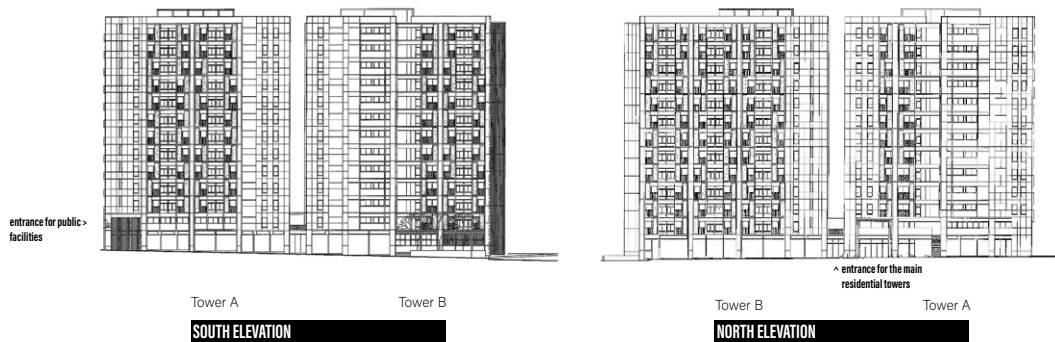 entrance for public >
facilities
Tower A
Tower B
SOUTH ELEVATION
^ entrance for the main
residential towers
Tower B
Tower A
NORTH ELEVATION